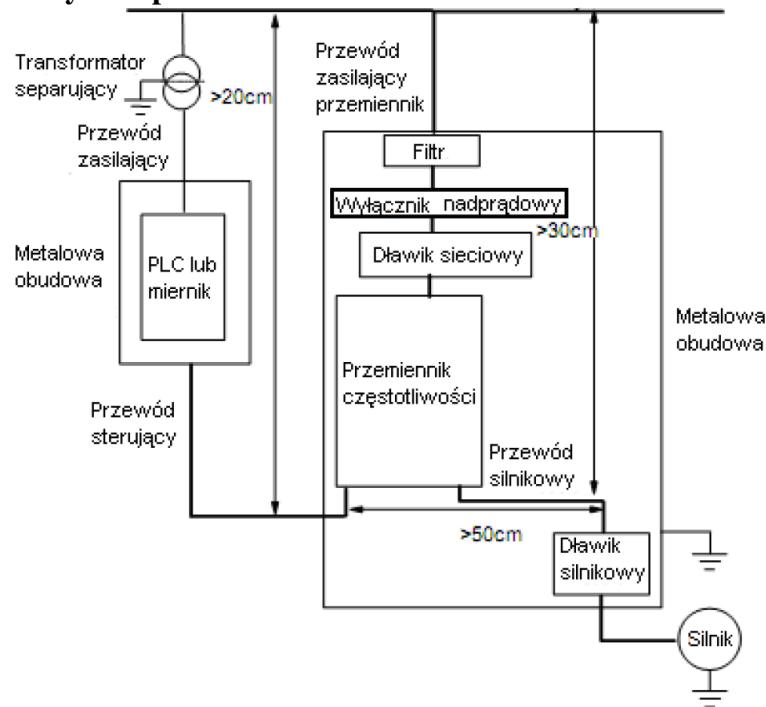 Transformator
separujący
>20cm
Przewód
zasilający
przemiennik
Przewód
zasilający
Filtr
Wyłącznik nadprądowy
>30cm
Dławik sieciowy
Metalowa
obudowa
PLC lub
miernik
Metalowa
obudowa
Przemiennik
częstotliwości
Przewód
sterujący
Przewód
silnikowy
>50cm
Dławik
silnikowy
Silnik